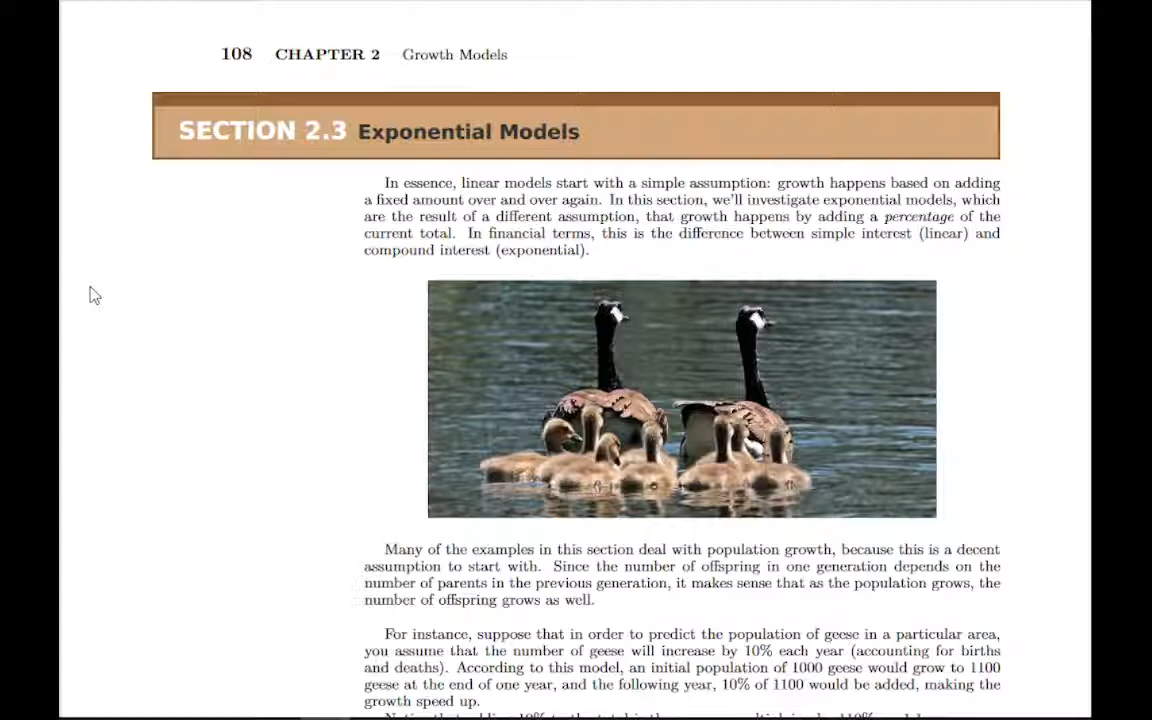 108 CHAPTER 2 Growth Models
SECTION 2.3 Exponential Models
In essence, linear models start with a simple assumption: growth happens based on adding
a fixed amount over and over again. In this section, we'll investigate exponential models, which
are the result of a different assumption, that growth happens by adding a percentage of the
current total. In financial terms, this is the difference between simple interest (linear) and
compound interest (exponential).
Many of the examples in this section deal with population growth, because this is a decent
assumption to start with. Since the number of offspring in one generation depends on the
number of parents in the previous generation, it makes sense that as the population grows, the
number of offspring grows as well.
For instance, suppose that in order to predict the population of geese in a particular area,
you assume that the number of geese will increase by 10% each year (accounting for births
and deaths). According to this model, an initial population of 1000 geese would grow to 1100
geese at the end of one year, and the following year, 10% of 1100 would be added, making the
growth speed up.